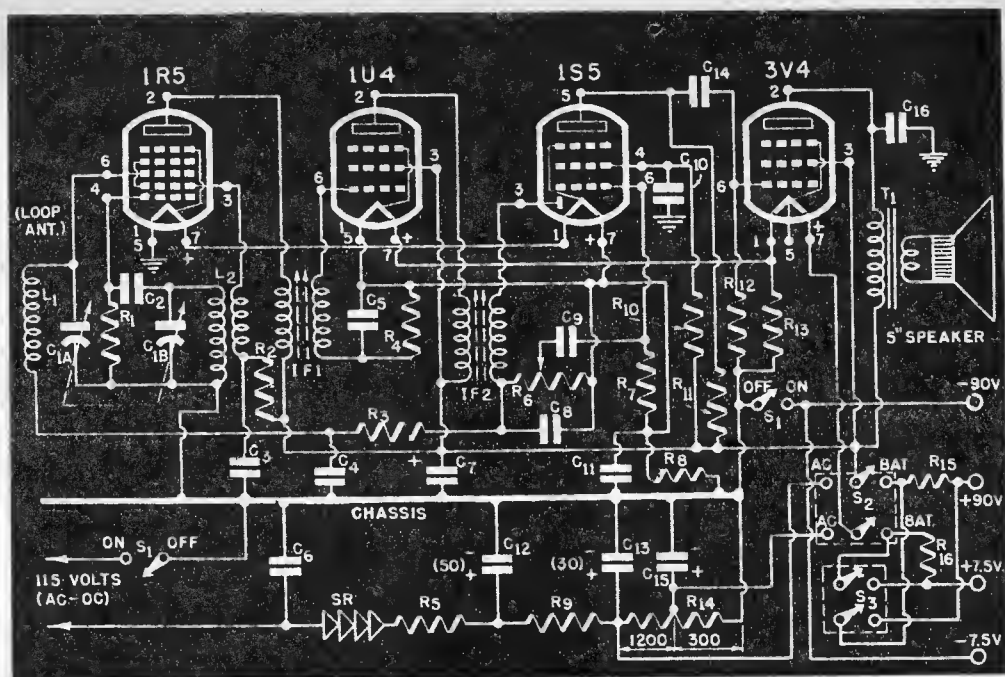 1R5 1U4 1S5 3V4
2 2 5 C14 2 C16
6 4 3 6 3 3 4 6 C10 6 3
(LOOP ANT.)
1 5 7 + 1 5 7 + 1 7 + 1 5 7 +
T1
L1 C1A R1 C2 C1B L2 R2 IF1 C5 R4 IF2 C9 R6 C8 R10 R7 R11 R12 R13
5" SPEAKER
OFF ON
S1
-90V
R3 + C3 C4 C7 C11 R8
AC BAT. R15
S2 +90V
AC BAT.
CHASSIS
R16
ON S1 OFF
115 VOLTS
(AC-DC)
C6 (50) - C12 + (30) - C13 + - C15 +
+7.5V.
S3
SR R5 R9 R14
1200 300
-7.5V